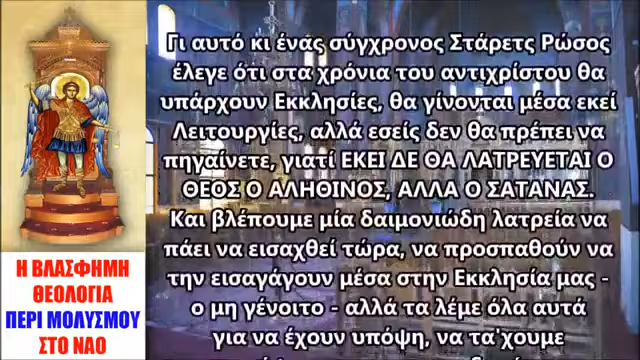 Γι αυτό κι ένας σύγχρονος Στάρετς Ρώσος
έλεγε ότι στα χρόνια του αντιχρίστου θα
υπάρχουν Εκκλησίες, θα γίνονται μέσα εκεί
Λειτουργίες, αλλά εσείς δεν θα πρέπει να
πηγαίνετε, γιατί ΕΚΕΙ ΔΕ ΘΑ ΛΑΤΡΕΥΕΤΑΙ Ο
ΘΕΟΣ Ο ΑΛΗΘΙΝΟΣ, ΑΛΛΑ Ο ΣΑΤΑΝΑΣ.
Και βλέπουμε μία δαιμονιώδη λατρεία να
πάει να εισαχθεί τώρα, να προσπαθούν να
την εισαγάγουν μέσα στην Εκκλησία μας -
ο μη γένοιτο - αλλά τα λέμε όλα αυτά
για να έχουν υπόψη, να τα'χουμε
Η ΒΛΑΣΦΗΜΗ
ΘΕΟΛΟΓΙΑ
ΠΕΡΙ ΜΟΛΥΣΜΟΥ
ΣΤΟ ΝΑΟ